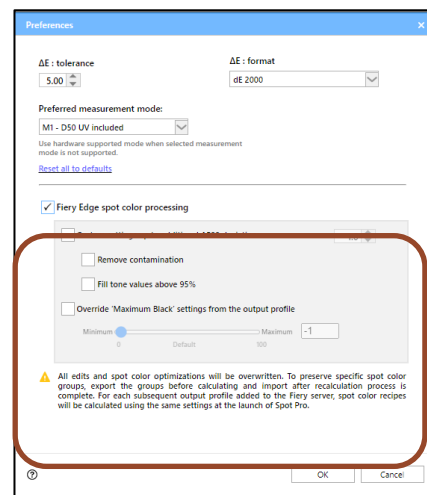 Preferences ×
ΔE : tolerance
ΔE : format
5.00
dE 2000
Preferred measurement mode:
M1 - D50 UV included
Use hardware supported mode when selected measurement
mode is not supported.
Reset all to defaults
Fiery Edge spot color processing
Remove contamination
Fill tone values above 95%
Override 'Maximum Black' settings from the output profile
Minimum Maximum -1
0 Default 100
All edits and spot color optimizations will be overwritten. To preserve specific spot color
groups, export the groups before calculating and import after recalculation process is
complete. For each subsequent output profile added to the Fiery server, spot color recipes
will be calculated using the same settings at the launch of Spot Pro.
? OK Cancel